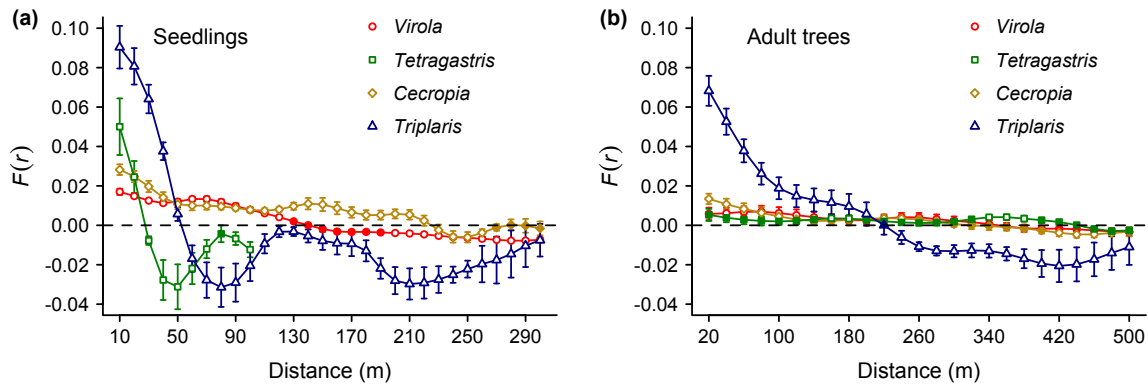 (a)
Seedlings
Virola
Tetragastris
Cecropia
Triplaris
0.10
0.08
0.06
0.04
0.02
0.00
-0.02
-0.04
F(r)
10 50 90 130 170 210 250 290
Distance (m)
(b)
Adult trees
Virola
Tetragastris
Cecropia
Triplaris
0.10
0.08
0.06
0.04
0.02
0.00
-0.02
-0.04
F(r)
20 100 180 260 340 420 500
Distance (m)